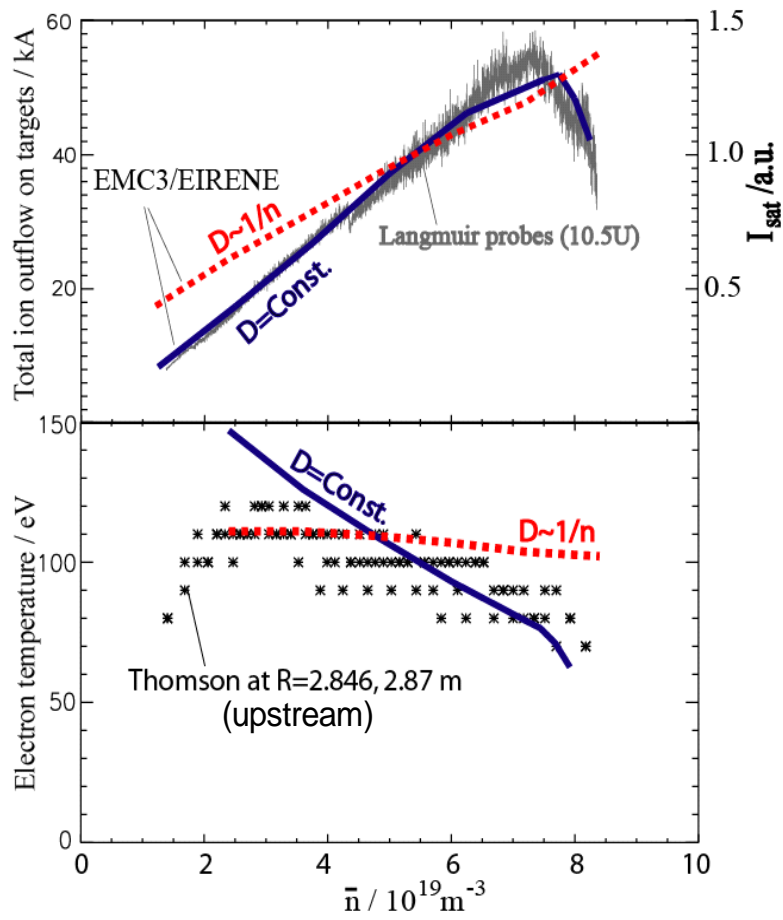 60
1.5
Total ion outflow on targets / kA
EMC3/EIRENE
D~1/n
40
1.0
Langmuir probes (10.5U)
I_sat /a.u.
D=Const.
20
0.5
150
Electron temperature / eV
D=Const.
D~1/n
100
50
Thomson at R=2.846, 2.87 m
(upstream)
0
0 2 4 6 8 10
n̄ / 10¹⁹m⁻³